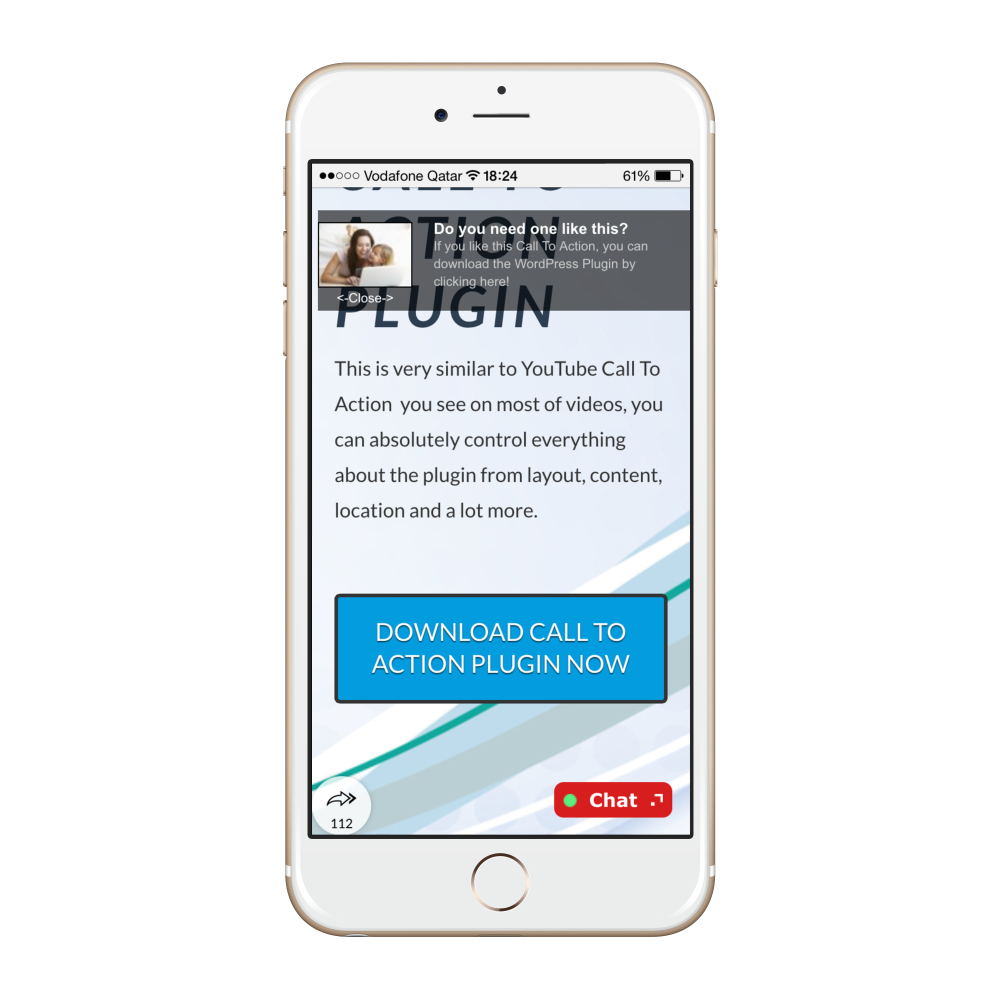 Vodafone Qatar 18:24 61%
CALL TO
ACTION
Do you need one like this?
If you like this Call To Action, you can
download the WordPress Plugin by
clicking here!
<-Close->
PLUGIN
This is very similar to YouTube Call To
Action  you see on most of videos, you
can absolutely control everything
about the plugin from layout, content,
location and a lot more.
DOWNLOAD CALL TO
ACTION PLUGIN NOW
112
Chat